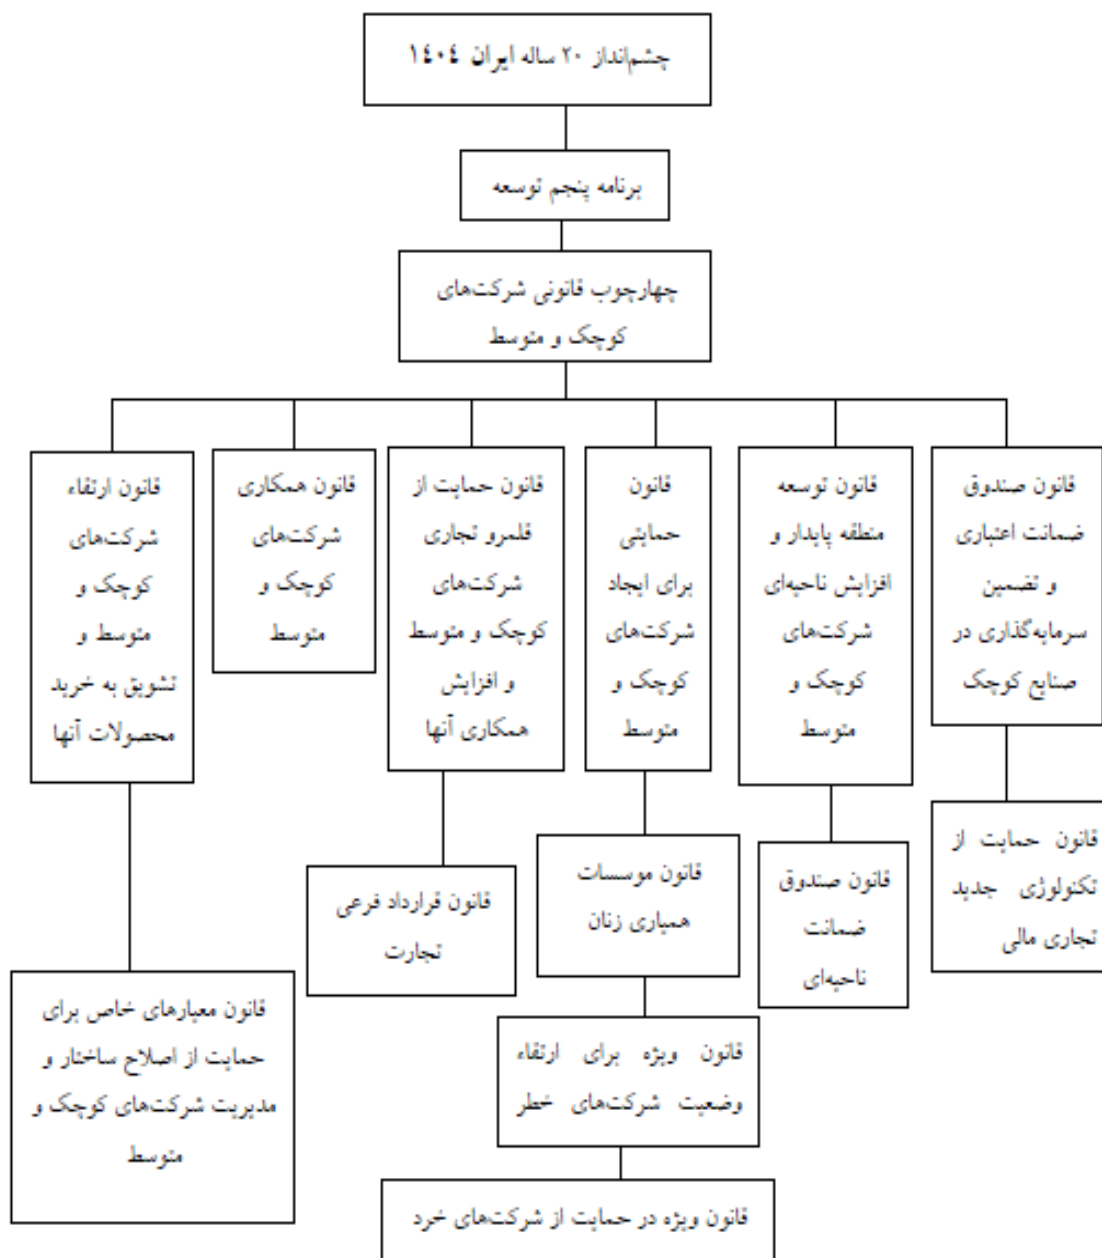 چشم‌انداز ۲۰ ساله ایران ۱٤۰٤
برنامه پنجم توسعه
چهارچوب قانونی شرکت‌های
کوچک و متوسط
قانون صندوق
ضمانت اعتباری
و تضمین
سرمایه‌گذاری در
صنایع کوچک
قانون توسعه
منطقه پایدار و
افزایش ناحیه‌ای
شرکت‌های
کوچک و
متوسط
قانون
حمایتی
برای ایجاد
شرکت‌های
کوچک و
متوسط
قانون حمایت از
قلمرو تجاری
شرکت‌های
کوچک و متوسط
و افزایش
همکاری آنها
قانون همکاری
شرکت‌های
کوچک و
متوسط
قانون ارتقاء
شرکت‌های
کوچک و
متوسط و
تشویق به خرید
محصولات آنها
قانون حمایت از
تکنولوژی جدید
تجاری مالی
قانون صندوق
ضمانت
ناحیه‌ای
قانون موسسات
همیاری زنان
قانون قرارداد فرعی
تجارت
قانون معیارهای خاص برای
حمایت از اصلاح ساختار و
مدیریت شرکت‌های کوچک و
متوسط
قانون ویژه برای ارتقاء
وضعیت شرکت‌های خطر
قانون ویژه در حمایت از شرکت‌های خرد